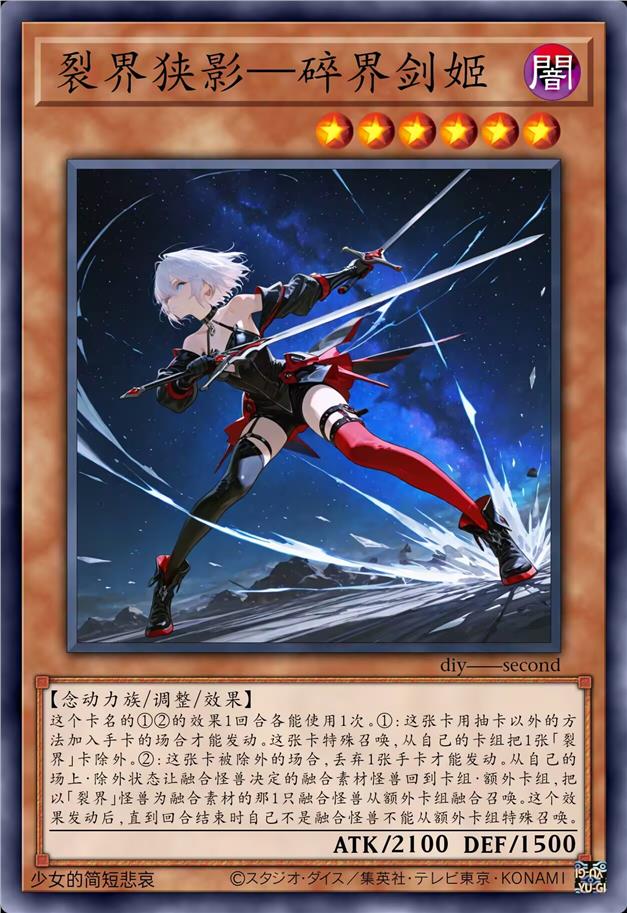 裂界狭影—碎界剑姬
闇
diy——second
【念动力族/调整/效果】
这个卡名的①②的效果1回合各能使用1次。①:这张卡用抽卡以外的方
法加入手卡的场合才能发动。这张卡特殊召唤,从自己的卡组把1张「裂
界」卡除外。②:这张卡被除外的场合,丢弃1张手卡才能发动。从自己的
场上·除外状态让融合怪兽决定的融合素材怪兽回到卡组·额外卡组,把
以「裂界」怪兽为融合素材的那1只融合怪兽从额外卡组融合召唤。这个效
果发动后,直到回合结束时自己不是融合怪兽不能从额外卡组特殊召唤。
ATK/2100 DEF/1500
少女的简短悲哀
©スタジオ·ダイス/集英社·テレビ東京·KONAMI